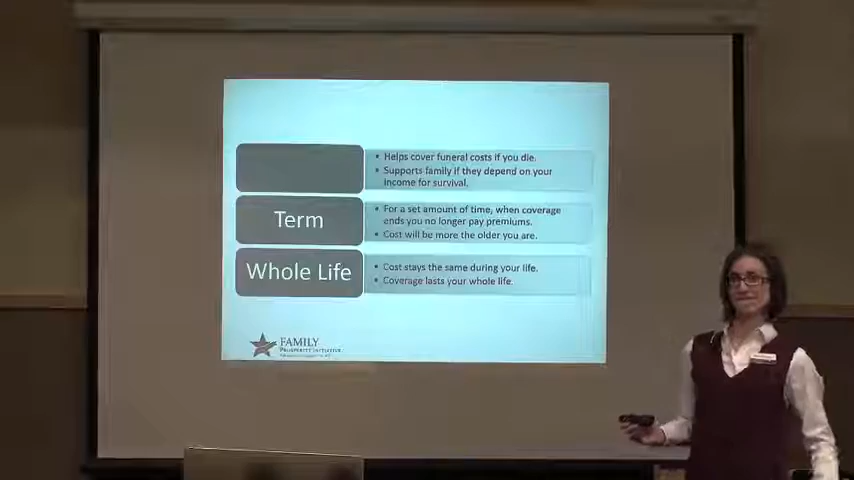 • Helps cover funeral costs if you die.
• Supports family if they depend on your
income for survival.
Term
• For a set amount of time, when coverage
ends you no longer pay premiums.
• Cost will be more the older you are.
Whole Life
• Cost stays the same during your life.
• Coverage lasts your whole life.
FAMILY
PROSPERITY INITIATIVE